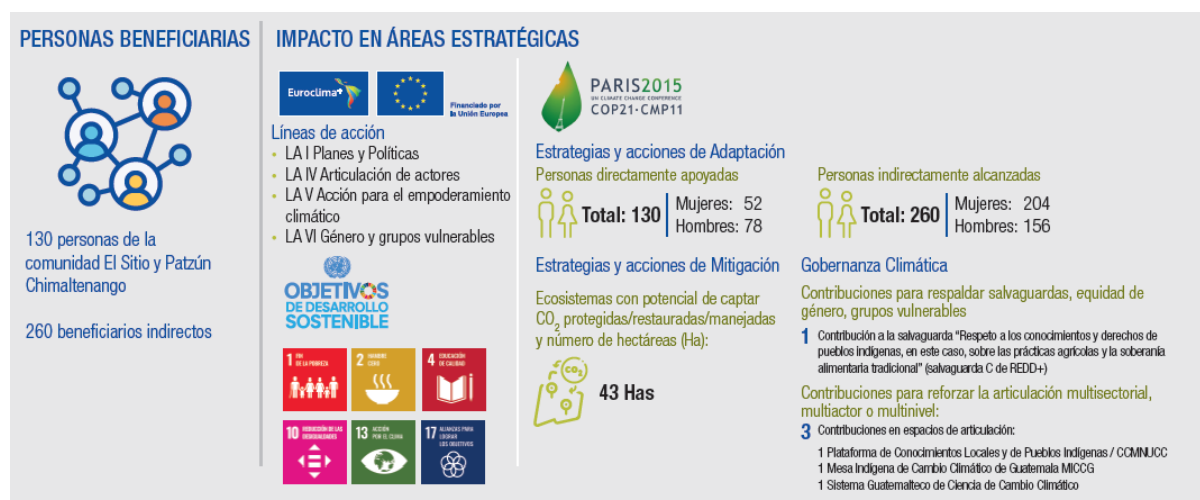 PERSONAS BENEFICIARIAS
130 personas de la
comunidad El Sitio y Patzún
Chimaltenango
260 beneficiarios indirectos
IMPACTO EN ÁREAS ESTRATÉGICAS
Euroclima+
Financiado por
la Unión Europea
Líneas de acción
• LA I Planes y Políticas
• LA IV Articulación de actores
• LA V Acción para el empoderamiento
climático
• LA VI Género y grupos vulnerables
OBJETIVOS
DE DESARROLLO
SOSTENIBLE
1 FIN
DE LA POBREZA
2 HAMBRE
CERO
4 EDUCACIÓN
DE CALIDAD
10 REDUCCIÓN DE LAS
DESIGUALDADES
13 ACCIÓN
POR EL CLIMA
17 ALIANZAS PARA
LOGRAR
LOS OBJETIVOS
PARIS2015
UN CLIMATE CHANGE CONFERENCE
COP21·CMP11
Estrategias y acciones de Adaptación
Personas directamente apoyadas
Total: 130
Mujeres: 52
Hombres: 78
Personas indirectamente alcanzadas
Total: 260
Mujeres: 204
Hombres: 156
Estrategias y acciones de Mitigación
Ecosistemas con potencial de captar
CO2 protegidas/restauradas/manejadas
y número de hectáreas (Ha):
CO2
43 Has
Gobernanza Climática
Contribuciones para respaldar salvaguardas, equidad de
género, grupos vulnerables
1 Contribución a la salvaguarda “Respeto a los conocimientos y derechos de
pueblos indígenas, en este caso, sobre las prácticas agrícolas y la soberanía
alimentaria tradicional” (salvaguarda C de REDD+)
Contribuciones para reforzar la articulación multisectorial,
multiactor o multinivel:
3 Contribuciones en espacios de articulación:
1 Plataforma de Conocimientos Locales y de Pueblos Indígenas / CCMNUCC
1 Mesa Indígena de Cambio Climático de Guatemala MICCG
1 Sistema Guatemalteco de Ciencia de Cambio Climático